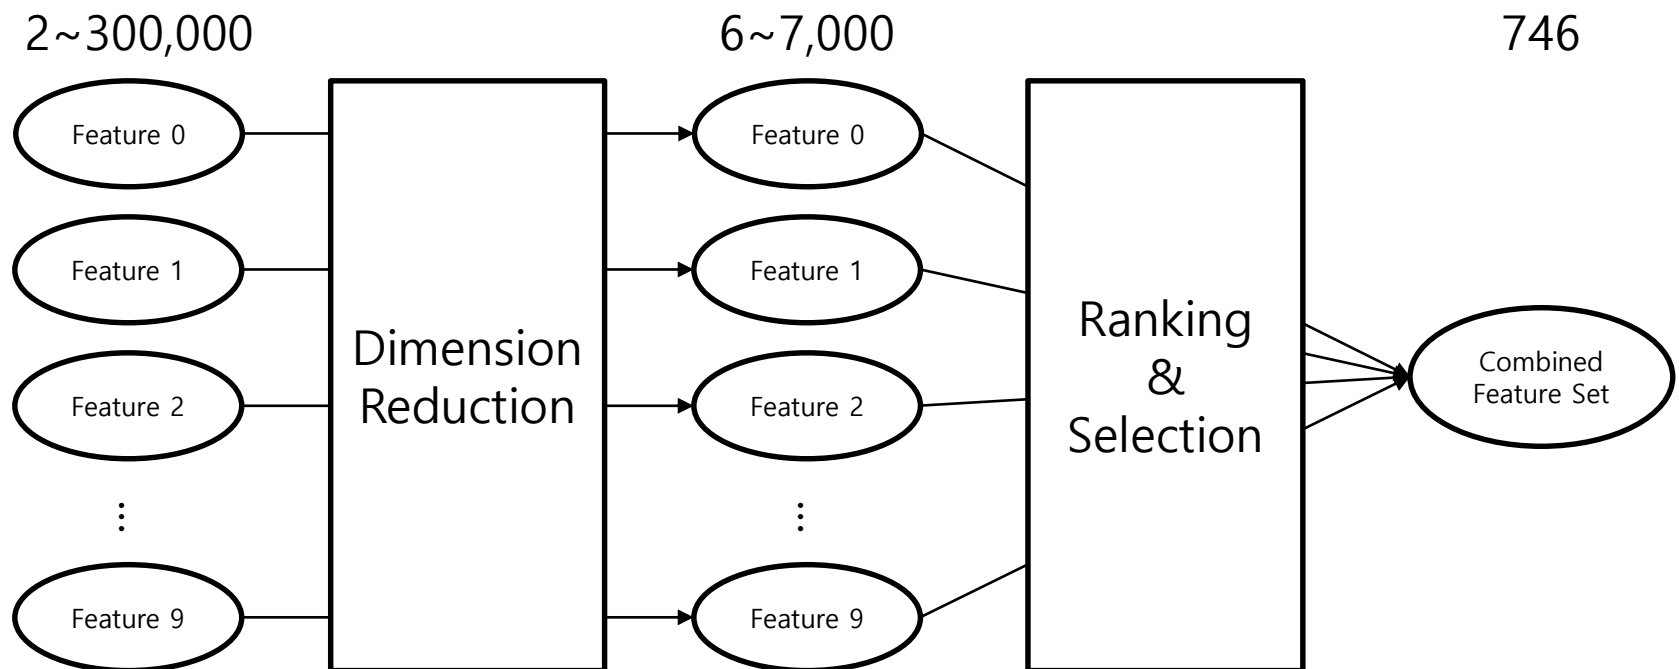 2~300,000
6~7,000
746
Feature 0
Feature 1
Feature 2
⋮
Feature 9
Dimension
Reduction
Feature 0
Feature 1
Feature 2
⋮
Feature 9
Ranking
&
Selection
Combined
Feature Set